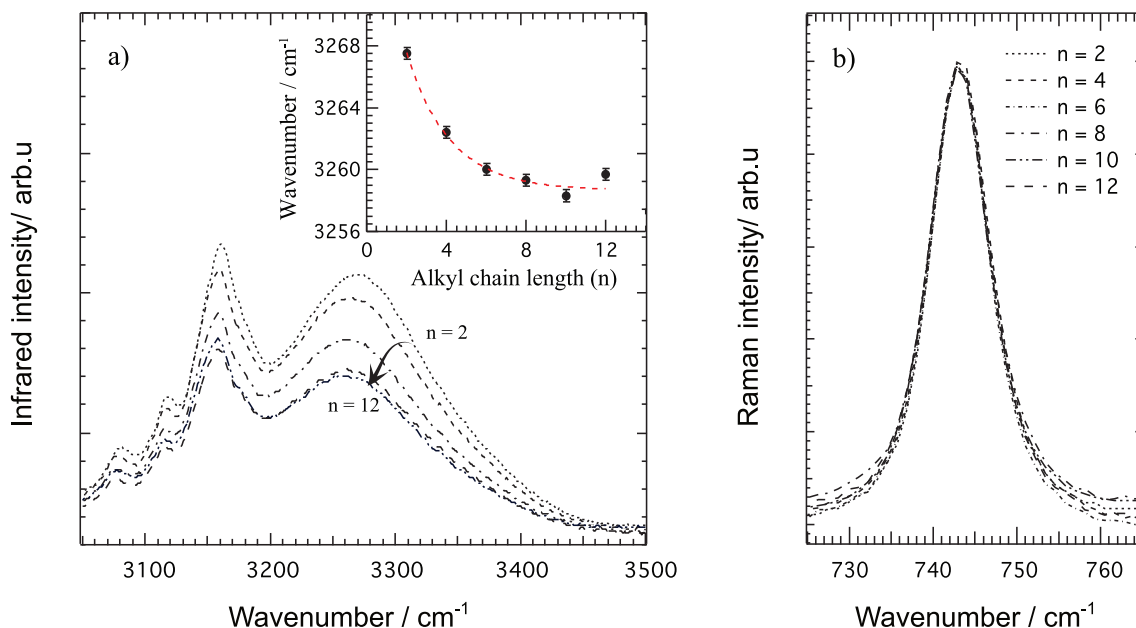 a)
Infrared intensity/ arb.u
3100
3200
3300
3400
3500
Wavenumber / cm-1
n = 2
n = 12
Wavenumber / cm-1
3268
3264
3260
3256
0
4
8
12
Alkyl chain length (n)
b)
Raman intensity/ arb.u
n = 2
n = 4
n = 6
n = 8
n = 10
n = 12
730
740
750
760
Wavenumber / cm-1